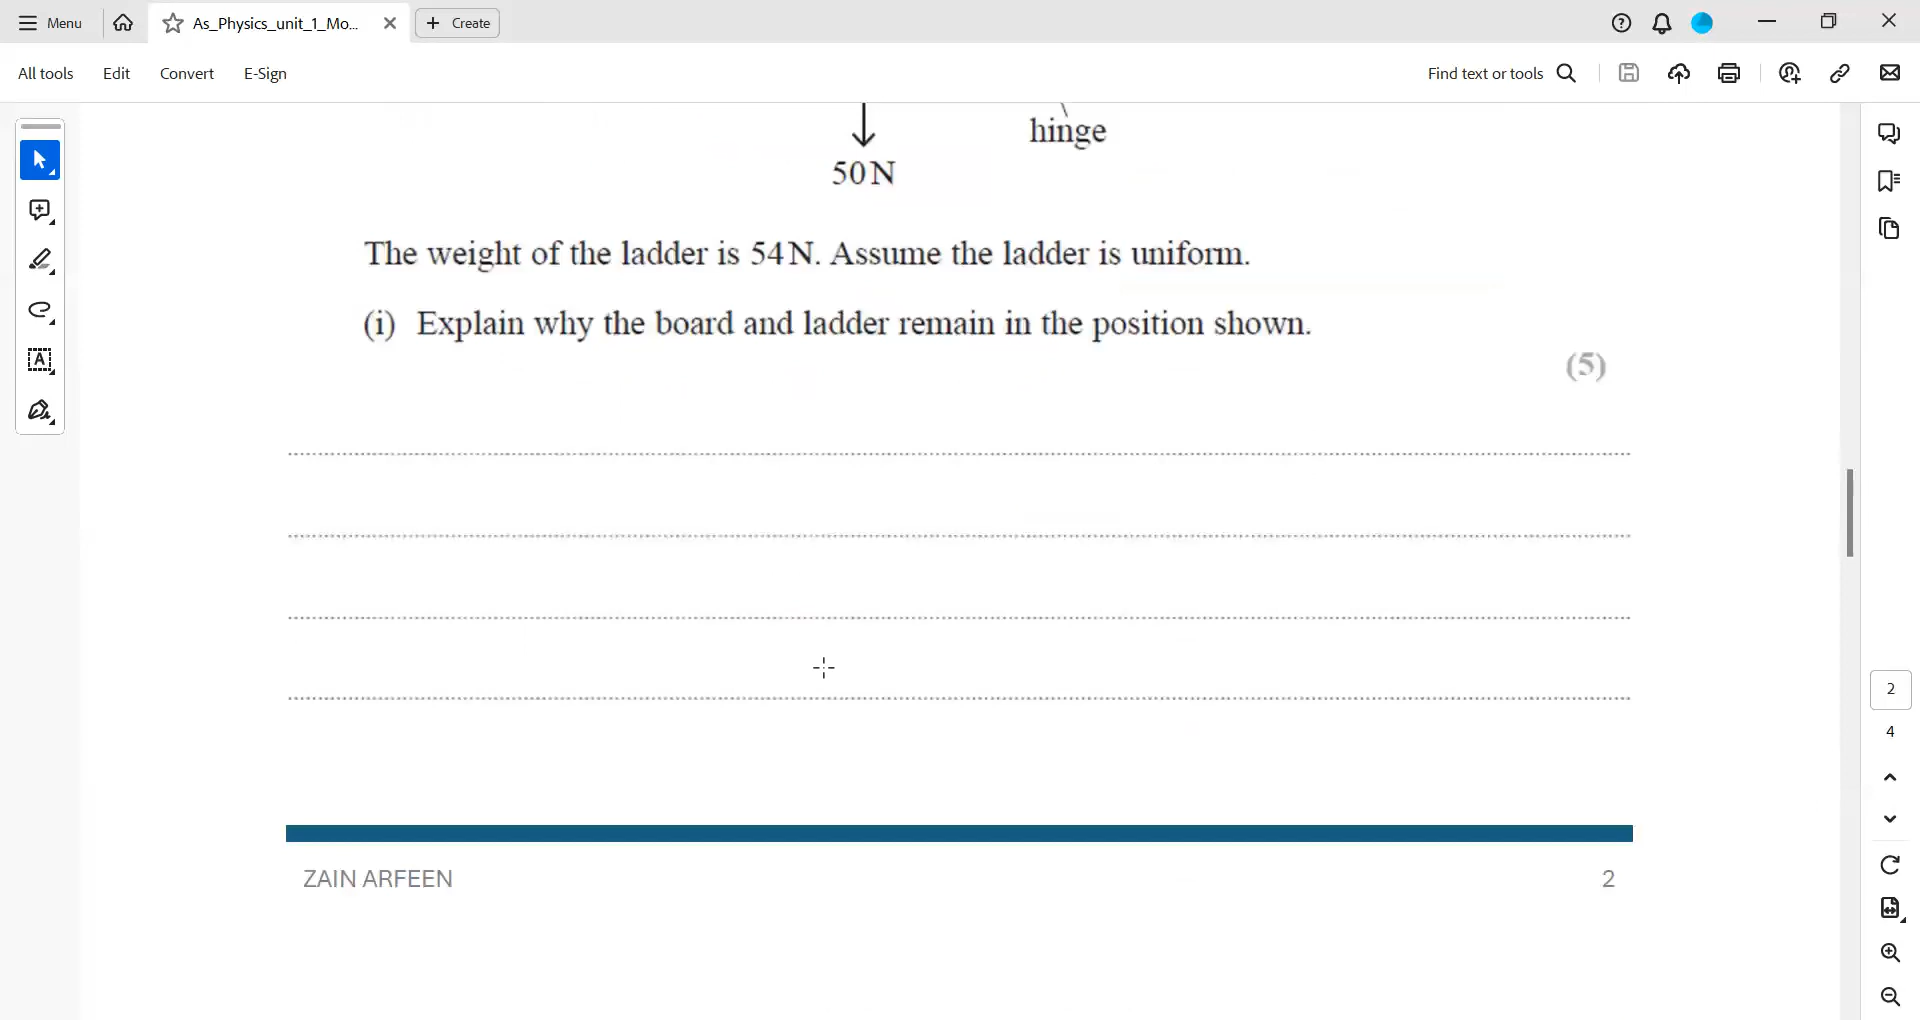 Menu
As_Physics_unit_1_Mo...
Create
All tools
Edit
Convert
E-Sign
Find text or tools
hinge
50 N
The weight of the ladder is 54 N. Assume the ladder is uniform.
(i) Explain why the board and ladder remain in the position shown.
(5)
2
4
ZAIN ARFEEN
2